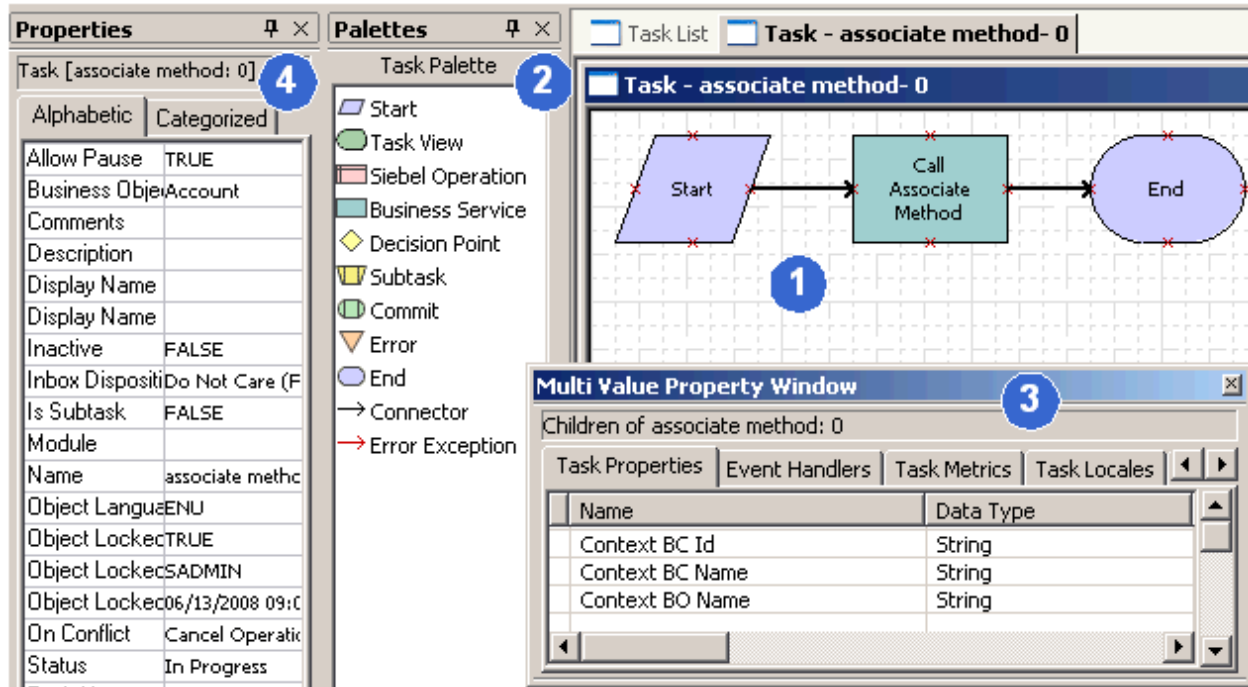 Properties
Task [associate method: 0]
4
Alphabetic Categorized
Allow Pause TRUE
Business Obje Account
Comments
Description
Display Name
Display Name
Inactive FALSE
Inbox Dispositi Do Not Care (F
Is Subtask FALSE
Module
Name associate methc
Object Langua ENU
Object Locked TRUE
Object Locked SADMIN
Object Locked 06/13/2008 09:0
On Conflict Cancel Operatic
Status In Progress
Palettes
Task Palette
2
Start
Task View
Siebel Operation
Business Service
Decision Point
Subtask
Commit
Error
End
Connector
Error Exception
Task List Task - associate method- 0
Task - associate method- 0
Start
Call
Associate
Method
End
1
Multi Value Property Window
3
Children of associate method: 0
Task Properties Event Handlers Task Metrics Task Locales
Name Data Type
Context BC Id String
Context BC Name String
Context BO Name String